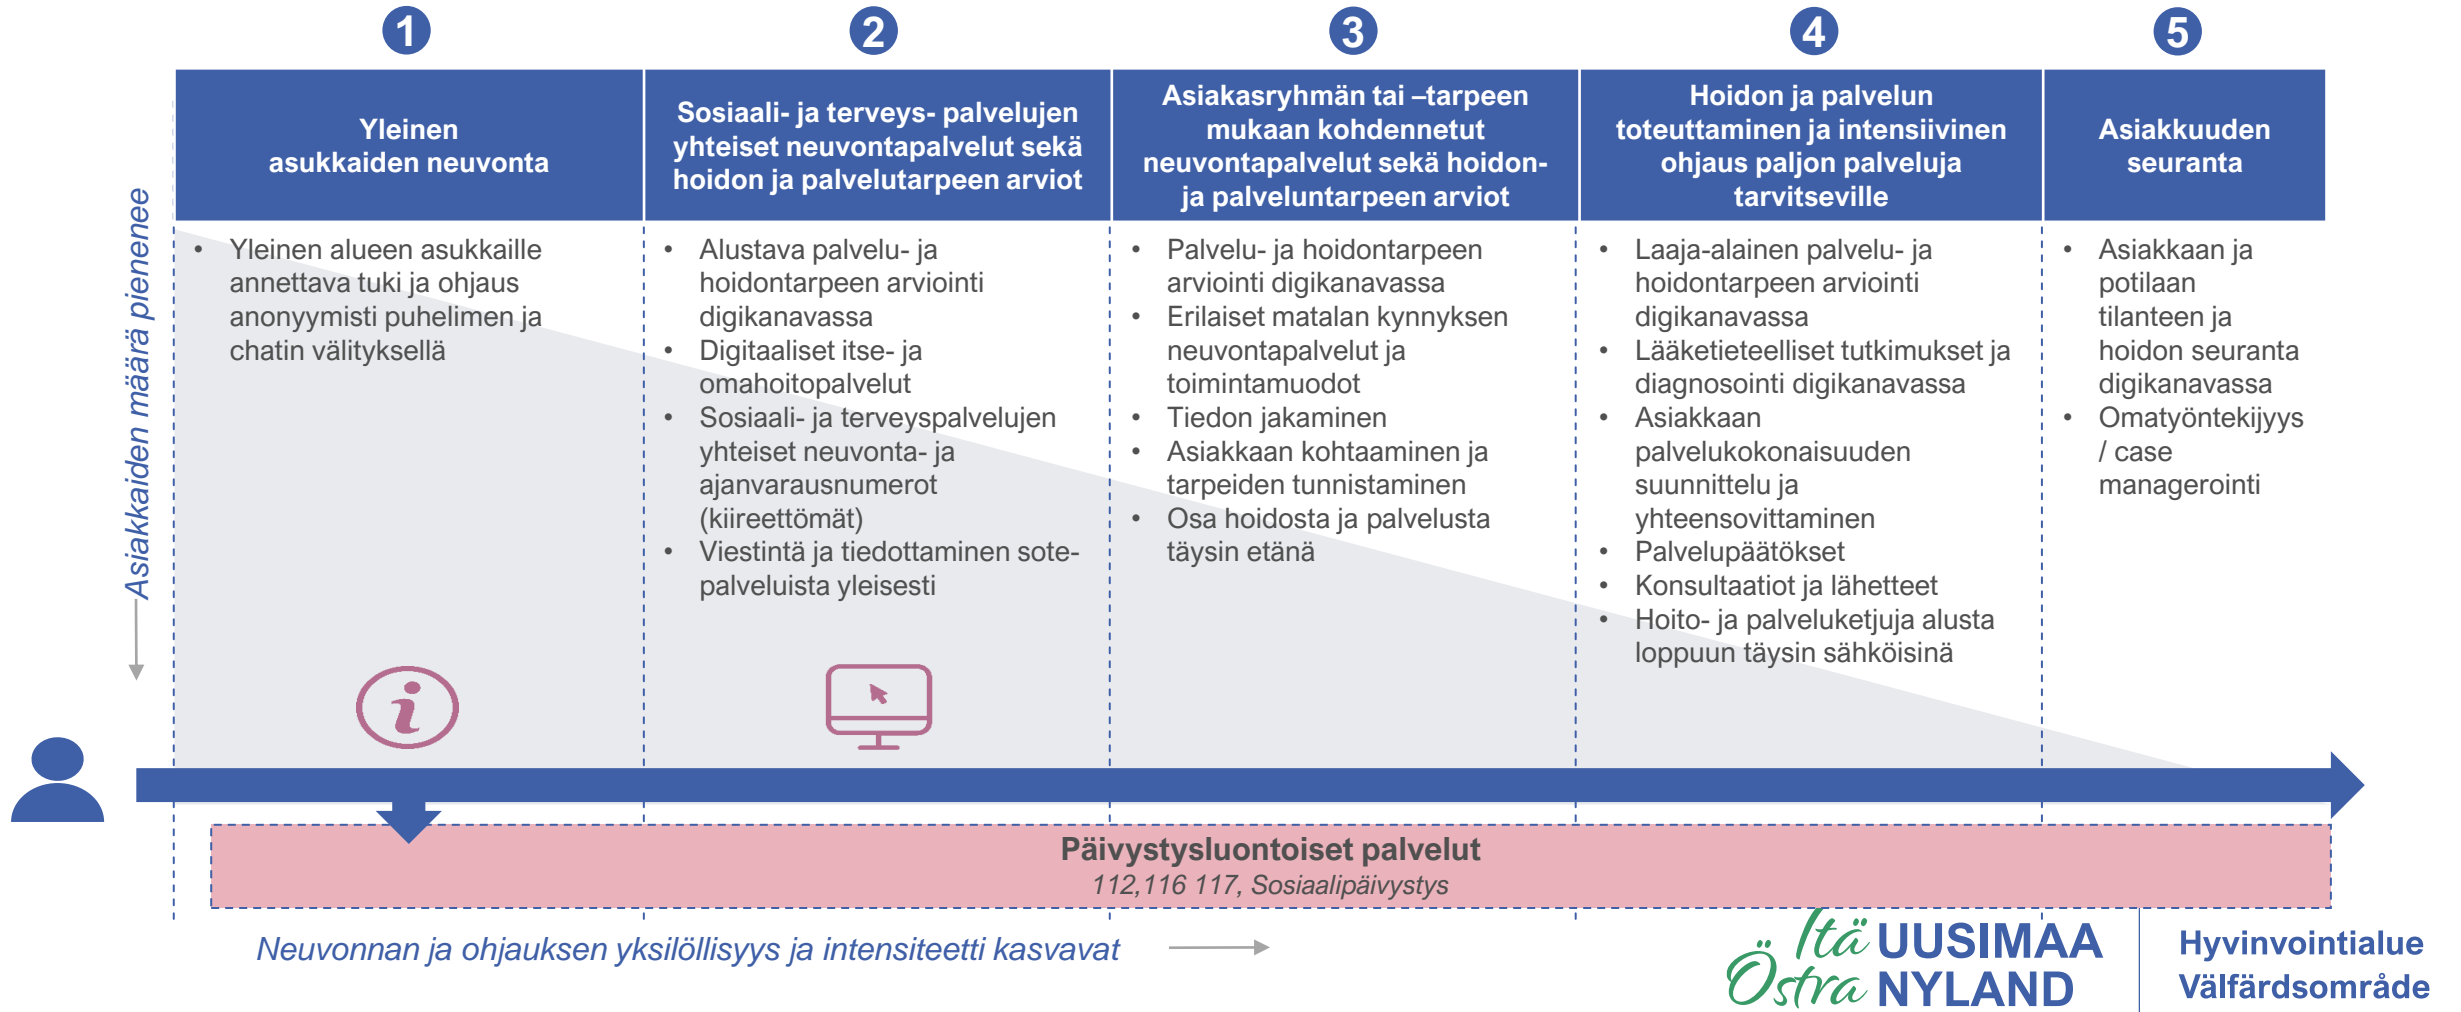 1
2
3
4
5
Yleinen
asukkaiden neuvonta
Sosiaali- ja terveys- palvelujen
yhteiset neuvontapalvelut sekä
hoidon ja palvelutarpeen arviot
Asiakasryhmän tai –tarpeen
mukaan kohdennetut
neuvontapalvelut sekä hoidon-
ja palveluntarpeen arviot
Hoidon ja palvelun
toteuttaminen ja intensiivinen
ohjaus paljon palveluja
tarvitseville
Asiakkuuden
seuranta
Asiakkaiden määrä pienenee
• Yleinen alueen asukkaille
annettava tuki ja ohjaus
anonyymisti puhelimen ja
chatin välityksellä
• Alustava palvelu- ja
hoidontarpeen arviointi
digikanavassa
• Digitaaliset itse- ja
omahoitopalvelut
• Sosiaali- ja terveyspalvelujen
yhteiset neuvonta- ja
ajanvarausnumerot
(kiireettömät)
• Viestintä ja tiedottaminen sote-
palveluista yleisesti
• Palvelu- ja hoidontarpeen
arviointi digikanavassa
• Erilaiset matalan kynnyksen
neuvontapalvelut ja
toimintamuodot
• Tiedon jakaminen
• Asiakkaan kohtaaminen ja
tarpeiden tunnistaminen
• Osa hoidosta ja palvelusta
täysin etänä
• Laaja-alainen palvelu- ja
hoidontarpeen arviointi
digikanavassa
• Lääketieteelliset tutkimukset ja
diagnosointi digikanavassa
• Asiakkaan
palvelukokonaisuuden
suunnittelu ja
yhteensovittaminen
• Palvelupäätökset
• Konsultaatiot ja lähetteet
• Hoito- ja palveluketjuja alusta
loppuun täysin sähköisinä
• Asiakkaan ja
potilaan
tilanteen ja
hoidon seuranta
digikanavassa
• Omatyöntekijyys
/ case
managerointi
i
Päivystysluontoiset palvelut
112,116 117, Sosiaalipäivystys
Neuvonnan ja ohjauksen yksilöllisyys ja intensiteetti kasvavat
Itä UUSIMAA
Östra NYLAND
Hyvinvointialue
Välfärdsområde